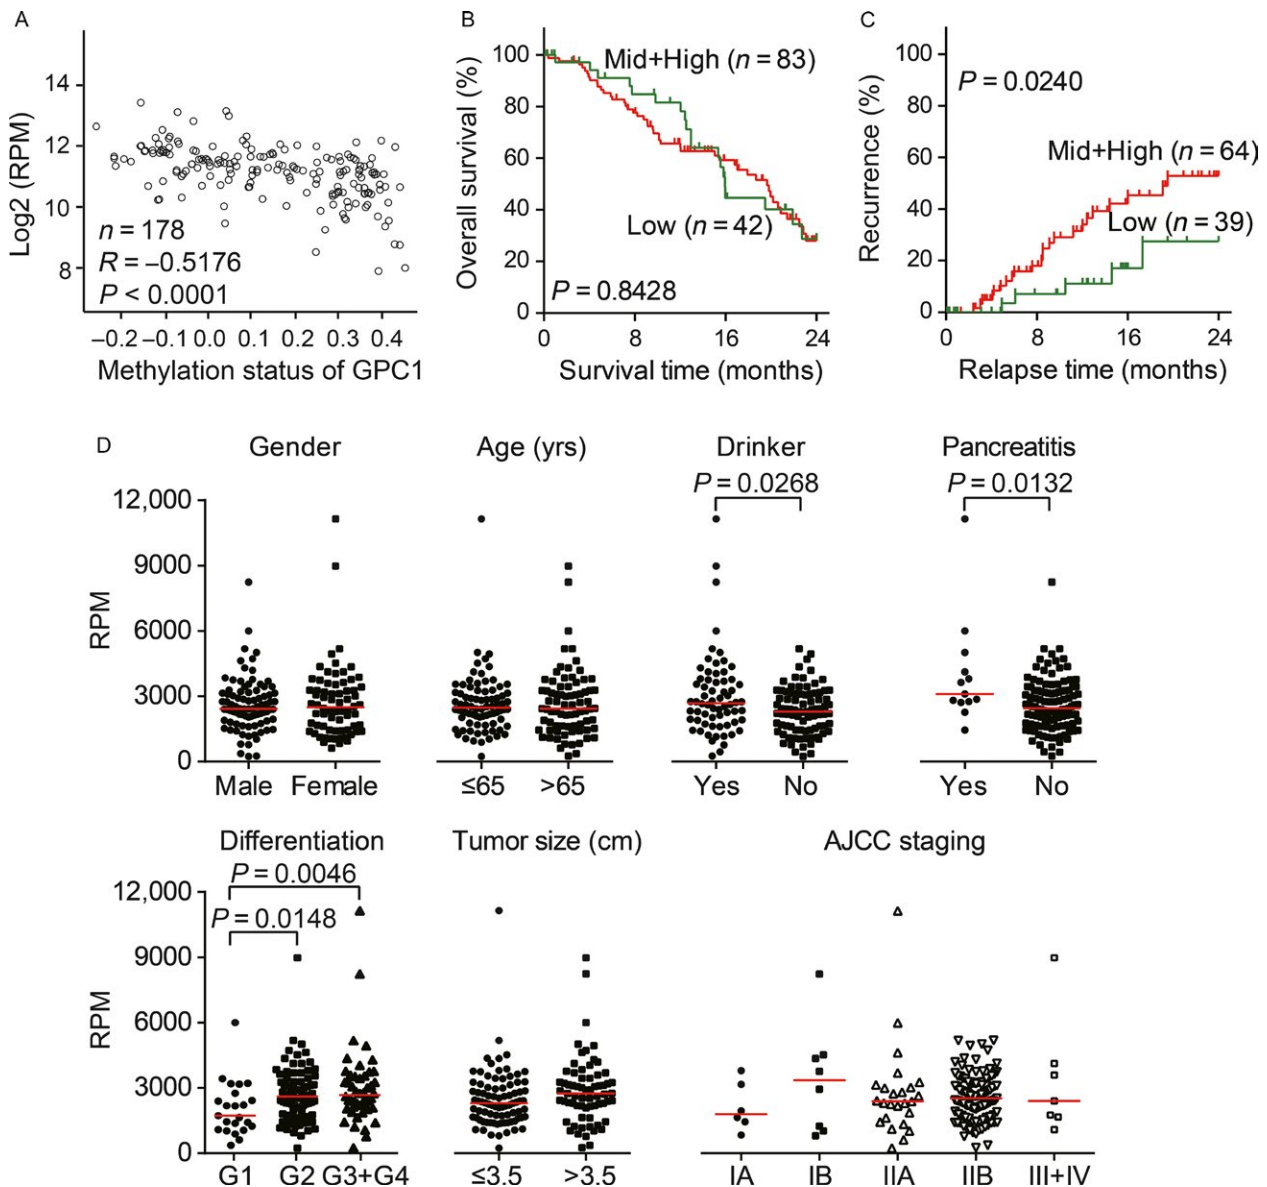 A
Log2 (RPM)
14
12
10
8
n = 178
R = −0.5176
P < 0.0001
−0.2 −0.1 0.0 0.1 0.2 0.3 0.4
Methylation status of GPC1
B
Overall survival (%)
100
80
60
40
20
0
Mid+High (n = 83)
Low (n = 42)
P = 0.8428
0 8 16 24
Survival time (months)
C
Recurrence (%)
100
80
60
40
20
0
P = 0.0240
Mid+High (n = 64)
Low (n = 39)
0 8 16 24
Relapse time (months)
D
Gender Age (yrs) Drinker Pancreatitis
P = 0.0268 P = 0.0132
RPM
12,000
9000
6000
3000
0
Male Female ≤65 >65 Yes No Yes No
Differentiation Tumor size (cm) AJCC staging
P = 0.0046
P = 0.0148
RPM
12,000
9000
6000
3000
0
G1 G2 G3+G4 ≤3.5 >3.5 IA IB IIA IIB III+IV